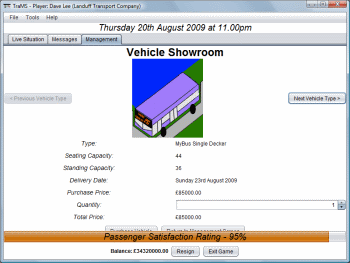 TraMS - Player: Dave Lee (Landuff Transport Company)
File Tools Help
Thursday 20th August 2009 at 11.00pm
Live Situation Messages Management
Vehicle Showroom
< Previous Vehicle Type
Next Vehicle Type >
Type: MyBus Single Decker
Seating Capacity: 44
Standing Capacity: 36
Delivery Date: Sunday 23rd August 2009
Purchase Price: £85000.00
Quantity: 1
Total Price: £85000.00
Purchase Vehicle Return to Management Screen
Passenger Satisfaction Rating - 95%
Balance: £34320000.00 Resign Exit Game